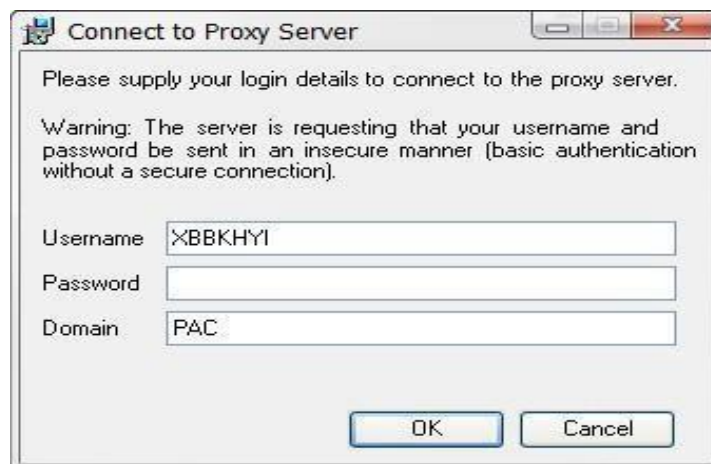 Connect to Proxy Server
Please supply your login details to connect to the proxy server.
Warning: The server is requesting that your username and
password be sent in an insecure manner (basic authentication
without a secure connection).
Username XBBKHYI
Password
Domain PAC
OK Cancel